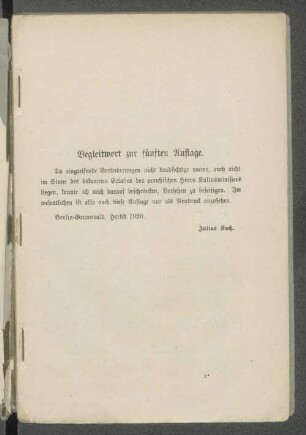 Begleitwort zur fünften Auflage.
Da eingreifende Veränderungen nicht beabsichtigt waren, auch nicht
im Sinne des bekannten Erlasses des preußischen Herrn Kultusministers
liegen, konnte ich mich darauf beschränken, Versehen zu beseitigen. Im
wesentlichen ist also auch diese Auflage nur als Neudruck anzusehen.
Berlin-Grunewald, Herbst 1920.
Julius Koch.